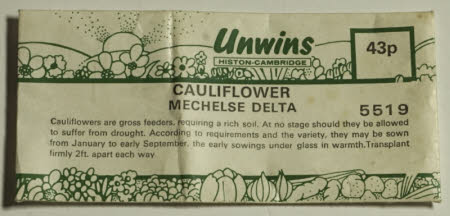 Unwins
HISTON-CAMBRIDGE
43p
CAULIFLOWER
MECHELSE DELTA
5519
Cauliflowers are gross feeders, requiring a rich soil. At no stage should they be allowed
to suffer from drought. According to requirements and the variety, they may be sown
from January to early September, the early sowings under glass in warmth.Transplant
firmly 2ft. apart each way